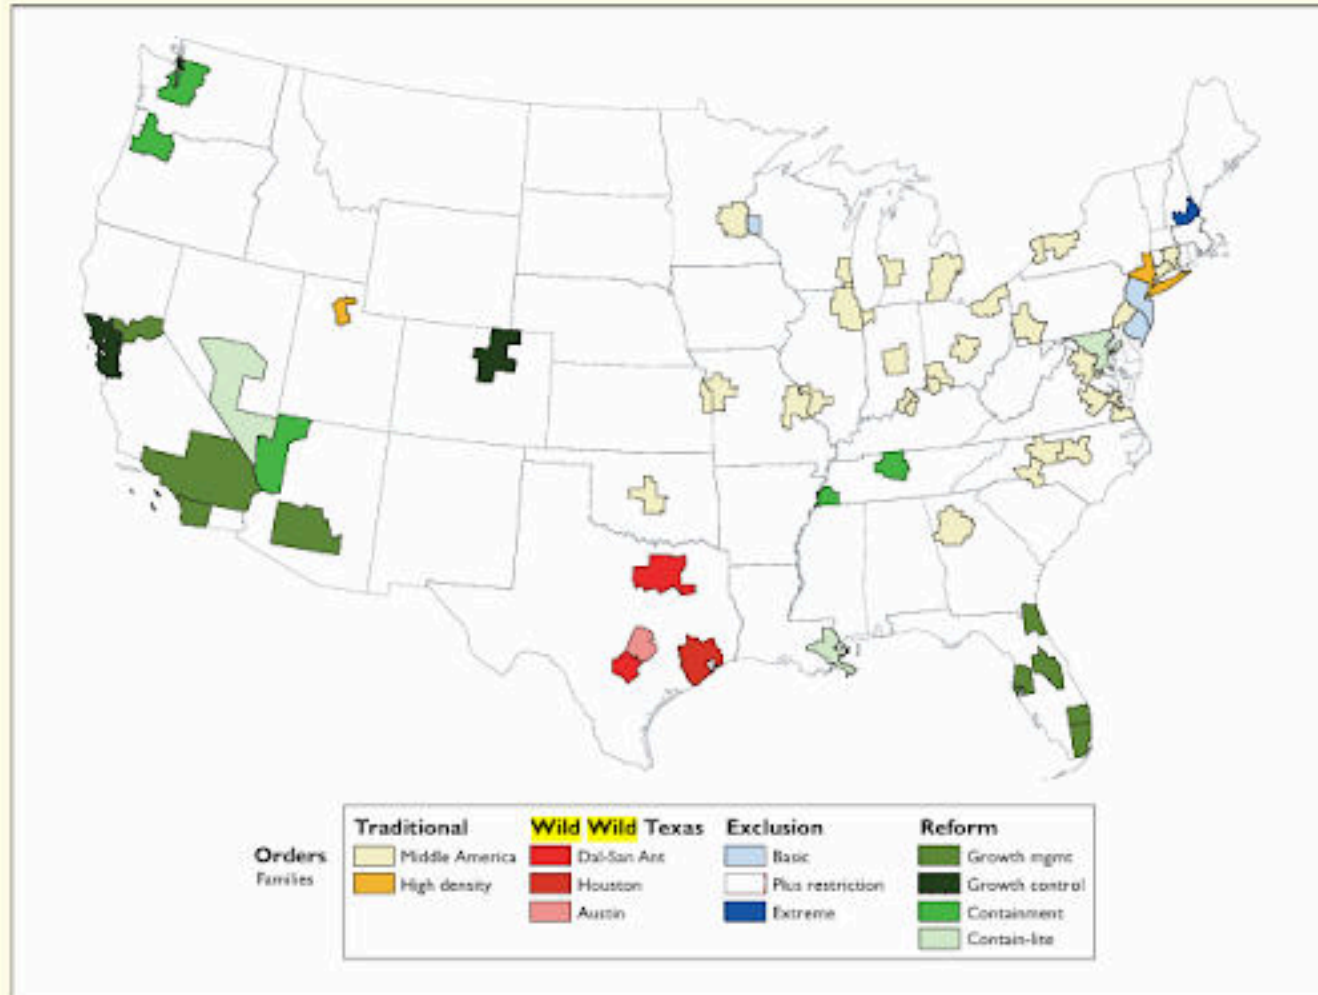 Traditional Wild Wild Texas Exclusion Reform
Orders Middle America Dal-San Ant Basic Growth mgmt
Families High density Houston Plus restriction Growth control
Austin Extreme Containment
Contain-lite